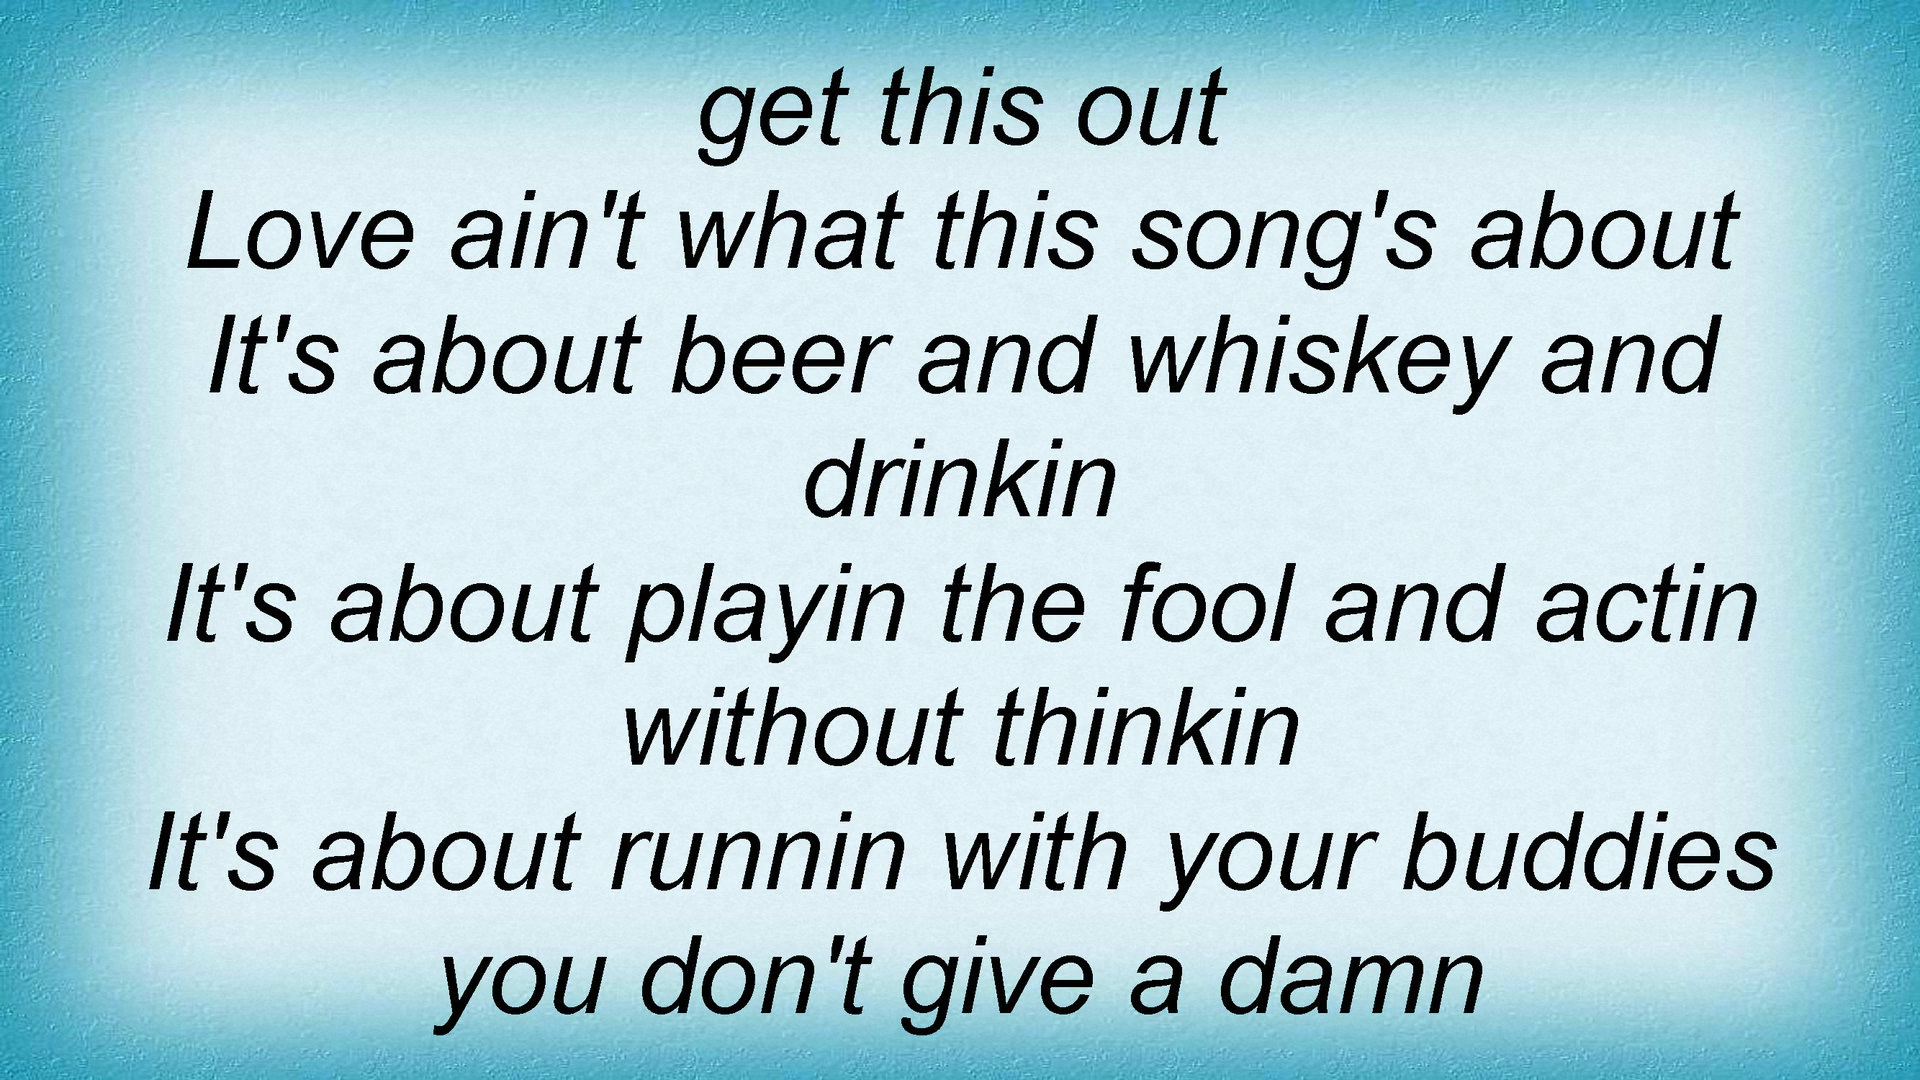 get this out
Love ain't what this song's about
It's about beer and whiskey and
drinkin
It's about playin the fool and actin
without thinkin
It's about runnin with your buddies
you don't give a damn